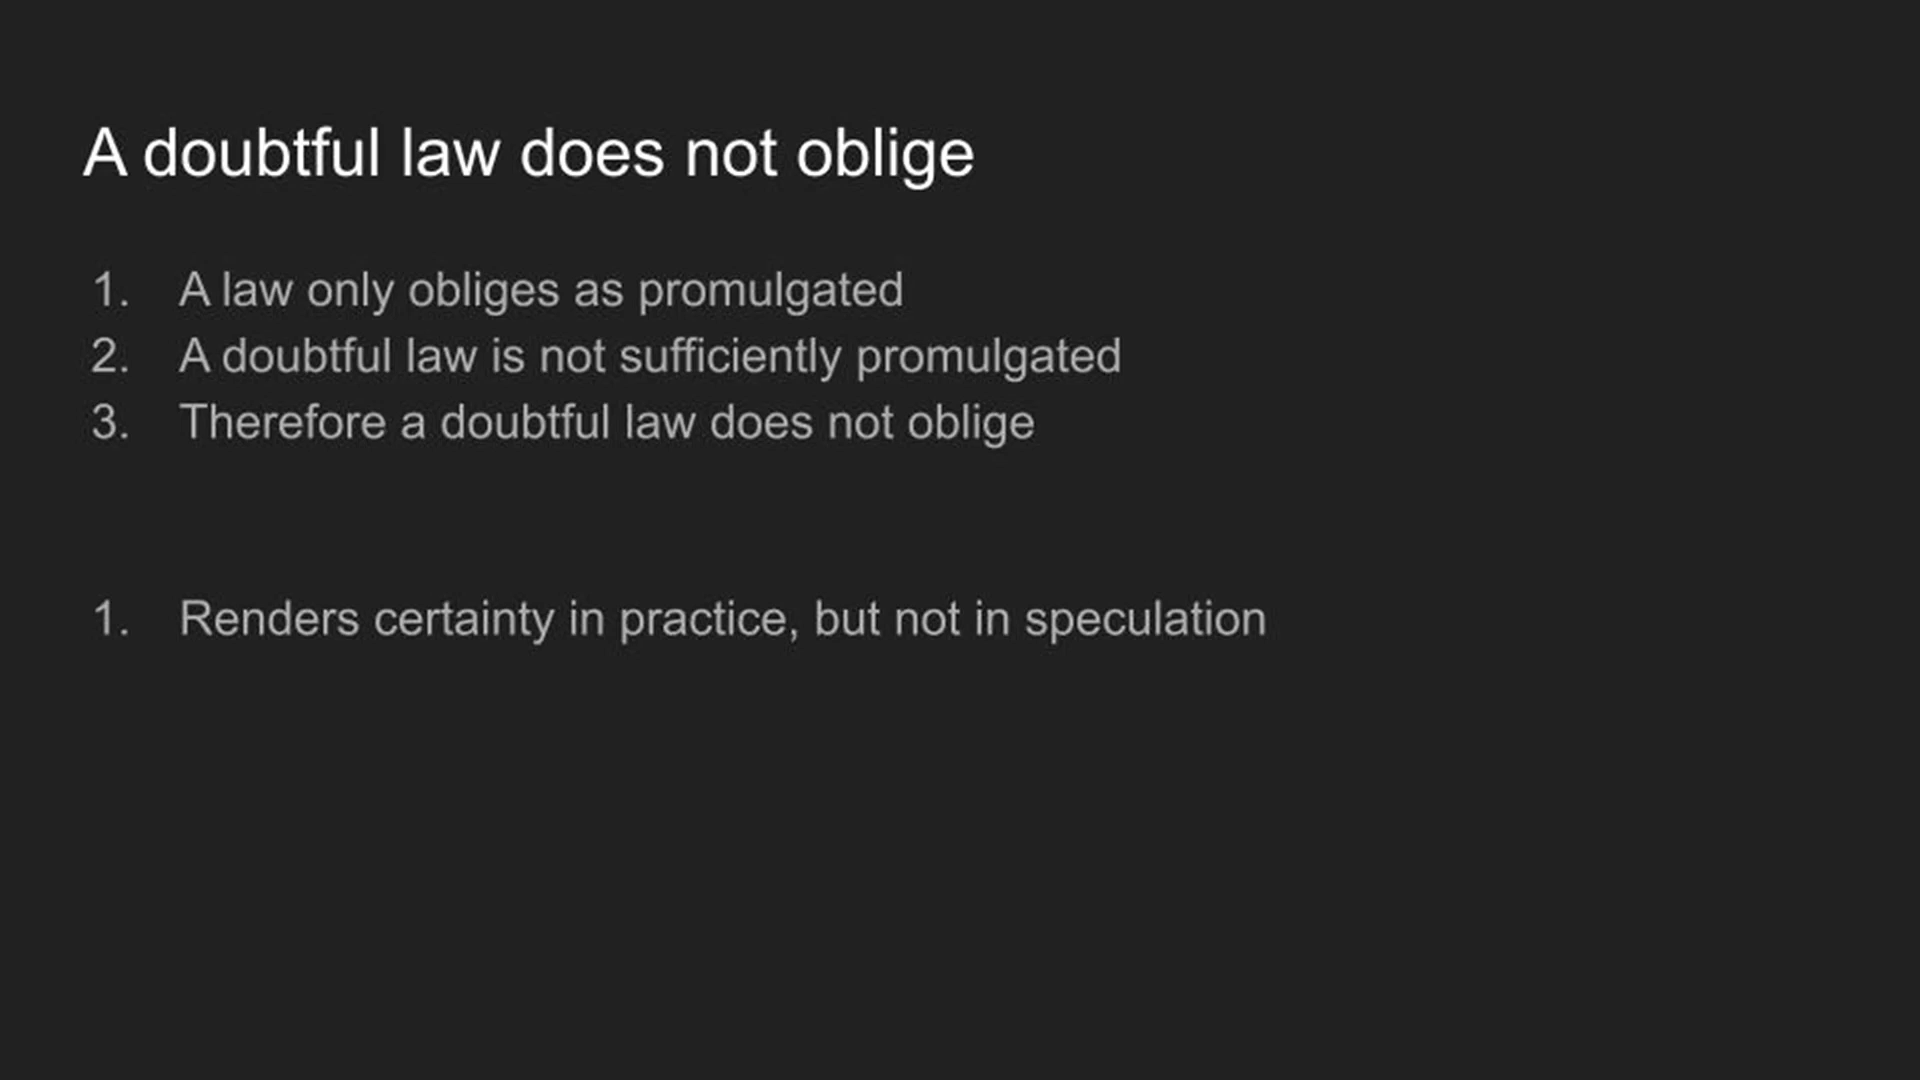 A doubtful law does not oblige
1. A law only obliges as promulgated
2. A doubtful law is not sufficiently promulgated
3. Therefore a doubtful law does not oblige
1. Renders certainty in practice, but not in speculation